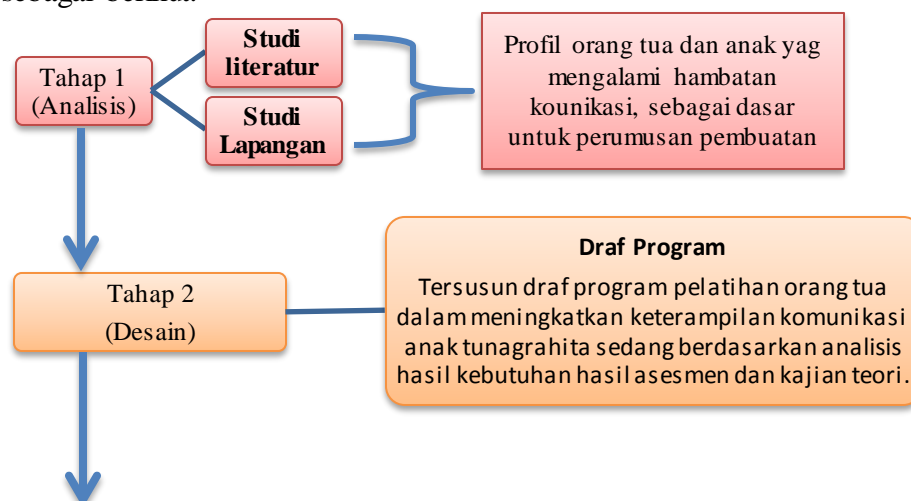 Tahap 1
(Analisis)
Studi
literatur
Studi
Lapangan
Profil orang tua dan anak yag
mengalami hambatan
kounikasi, sebagai dasar
untuk perumusan pembuatan
Tahap 2
(Desain)
Draf Program
Tersusun draf program pelatihan orang tua
dalam meningkatkan keterampilan komunikasi
anak tunagrahita sedang berdasarkan analisis
hasil kebutuhan hasil asesmen dan kajian teori.